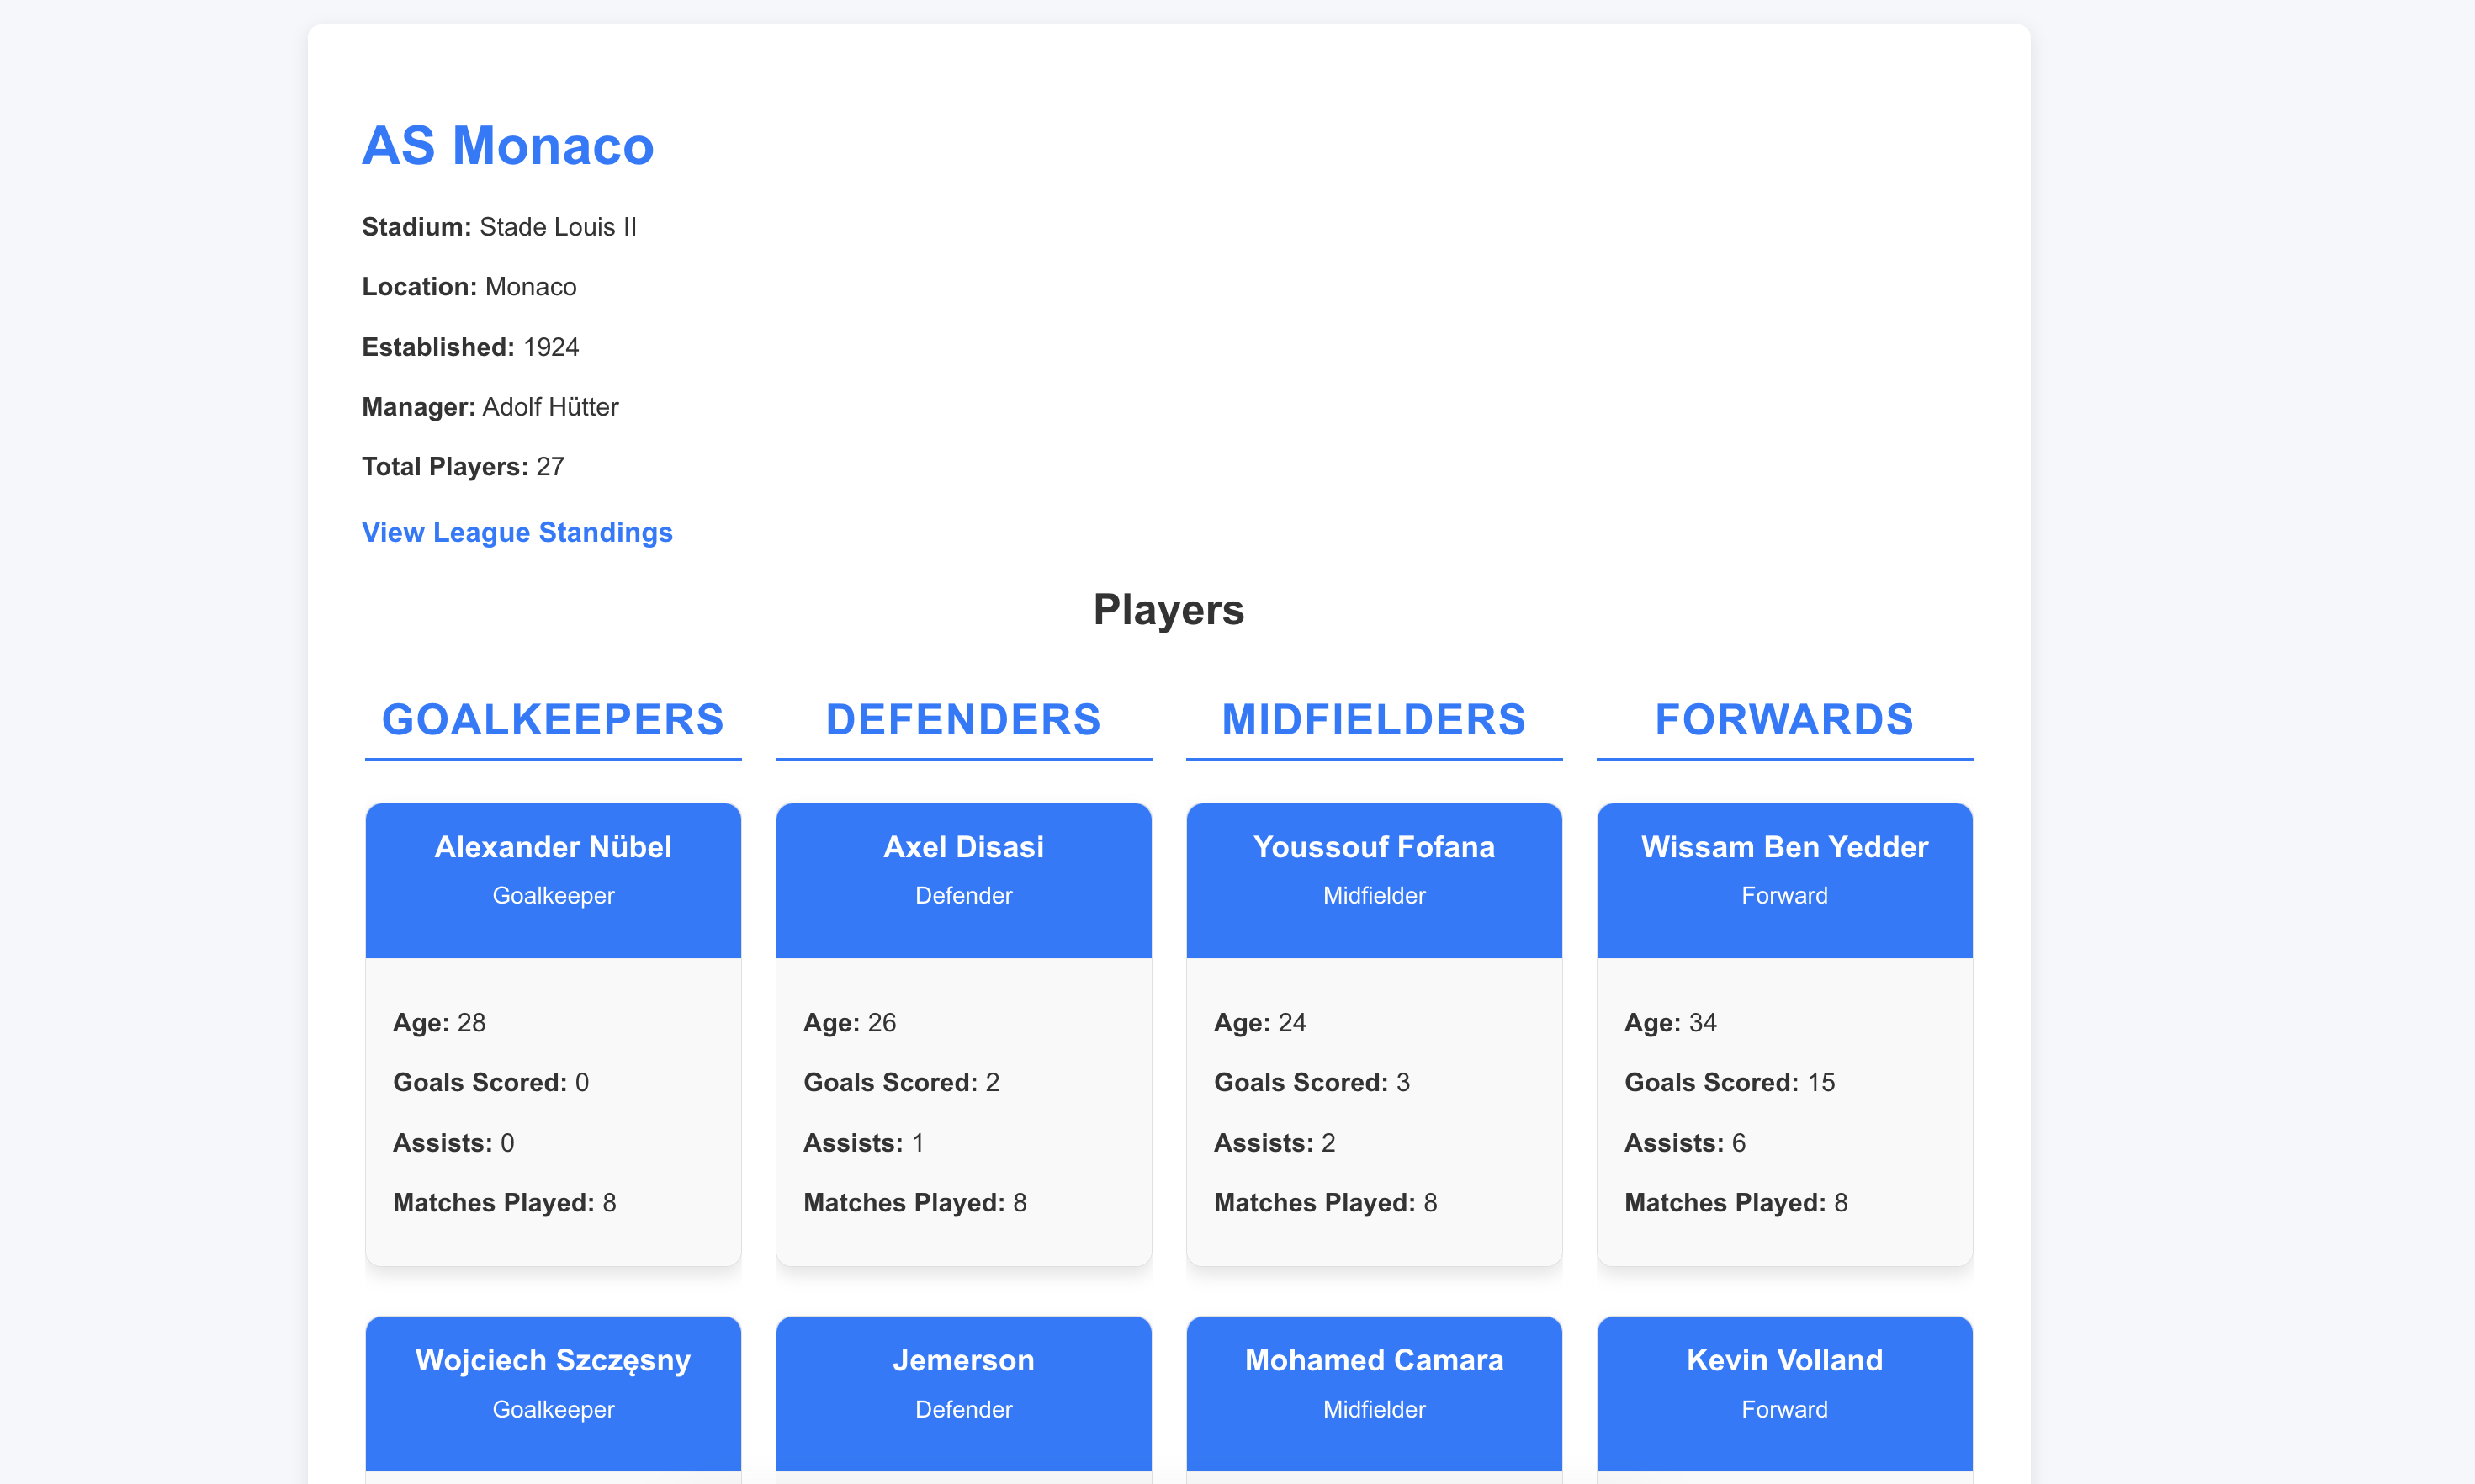 AS Monaco
Stadium: Stade Louis II
Location: Monaco
Established: 1924
Manager: Adolf Hütter
Total Players: 27
View League Standings
Players
GOALKEEPERS
DEFENDERS
MIDFIELDERS
FORWARDS
Alexander Nübel
Goalkeeper
Age: 28
Goals Scored: 0
Assists: 0
Matches Played: 8
Axel Disasi
Defender
Age: 26
Goals Scored: 2
Assists: 1
Matches Played: 8
Youssouf Fofana
Midfielder
Age: 24
Goals Scored: 3
Assists: 2
Matches Played: 8
Wissam Ben Yedder
Forward
Age: 34
Goals Scored: 15
Assists: 6
Matches Played: 8
Wojciech Szczęsny
Goalkeeper
Jemerson
Defender
Mohamed Camara
Midfielder
Kevin Volland
Forward